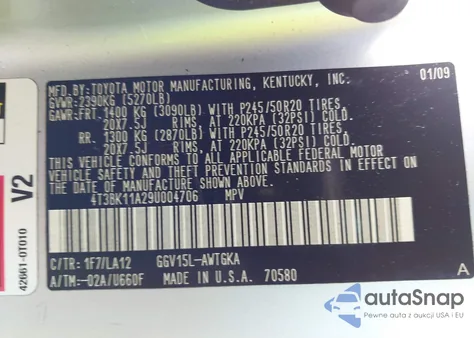 MFD.BY:TOYOTA MOTOR MANUFACTURING, KENTUCKY, INC.
01/09
GVWR:2390KG (5270LB)
GAWR:FRT.1400 KG (3090LB) WITH P245/50R20 TIRES,
20X7.5J RIMS, AT 220KPA (32PSI) COLD
RR. 1300 KG (2870LB) WITH P245/50R20 TIRES,
20X7.5J RIMS, AT 220KPA (32PSI) COLD
THIS VEHICLE CONFORMS TO ALL APPLICABLE FEDERAL MOTOR
VEHICLE SAFETY AND THEFT PREVENTION STANDARDS IN EFFECT ON
THE DATE OF MANUFACTURE SHOWN ABOVE.
4T3BK11A29U004706 MPV
C/TR: 1F7/LA12 GGV15L-AWTGKA
A/TM:-02A/U660F MADE IN U.S.A. 70580
A
V2
42661-0T010
autoSnap
Pewne auta z aukcji USA i EU